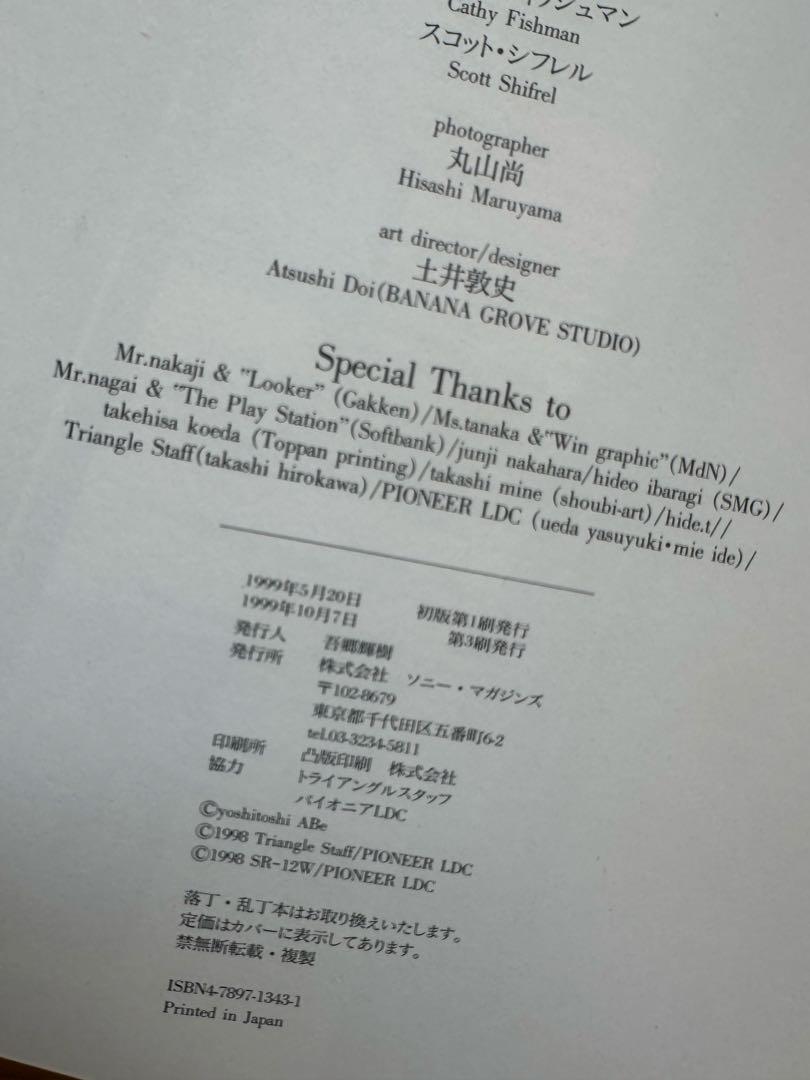 シュマン
Cathy Fishman
スコット・シフレル
Scott Shifrel
photographer
丸山尚
Hisashi Maruyama
art director/designer
土井敦史
Atsushi Doi(BANANA GROVE STUDIO)
Special Thanks to
Mr.nakaji & "Looker" (Gakken)/Ms.tanaka &"Win graphic"(MdN)/
Mr.nagai & "The Play Station"(Softbank)/junji nakahara/hideo ibaragi (SMG)/
takehisa koeda (Toppan printing)/takashi mine (shoubi-art)/hide.t//
Triangle Staff(takashi hirokawa)/PIONEER LDC (ueda yasuyuki・mie ide)/
1999年5月20日 初版第1刷発行
1999年10月7日 第3刷発行
発行人 吾郷輝樹
発行所 株式会社 ソニー・マガジンズ
〒102-8679
東京都千代田区五番町6-2
tel.03-3234-5811
印刷所 凸版印刷 株式会社
協力 トライアングルスタッフ
パイオニアLDC
©yoshitoshi ABe
©1998 Triangle Staff/PIONEER LDC
©1998 SR-12W/PIONEER LDC
落丁・乱丁本はお取り換えいたします。
定価はカバーに表示してあります。
禁無断転載・複製
ISBN4-7897-1343-1
Printed in Japan